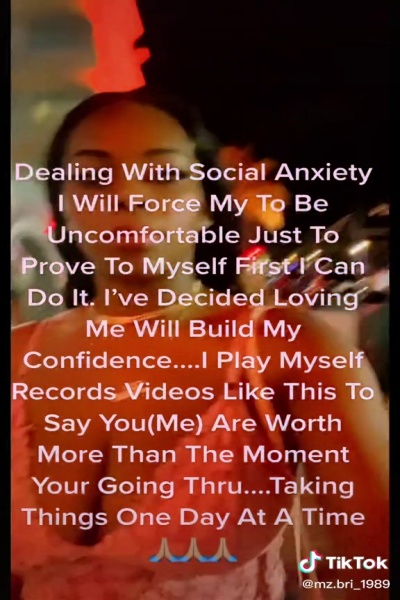 Dealing With Social Anxiety
I Will Force My To Be
Uncomfortable Just To
Prove To Myself First I Can
Do It. I've Decided Loving
Me Will Build My
Confidence....I Play Myself
Records Videos Like This To
Say You(Me) Are Worth
More Than The Moment
Your Going Thru....Taking
Things One Day At A Time
🙏🏽🙏🏽🙏🏽
TikTok
@mz.bri_1989